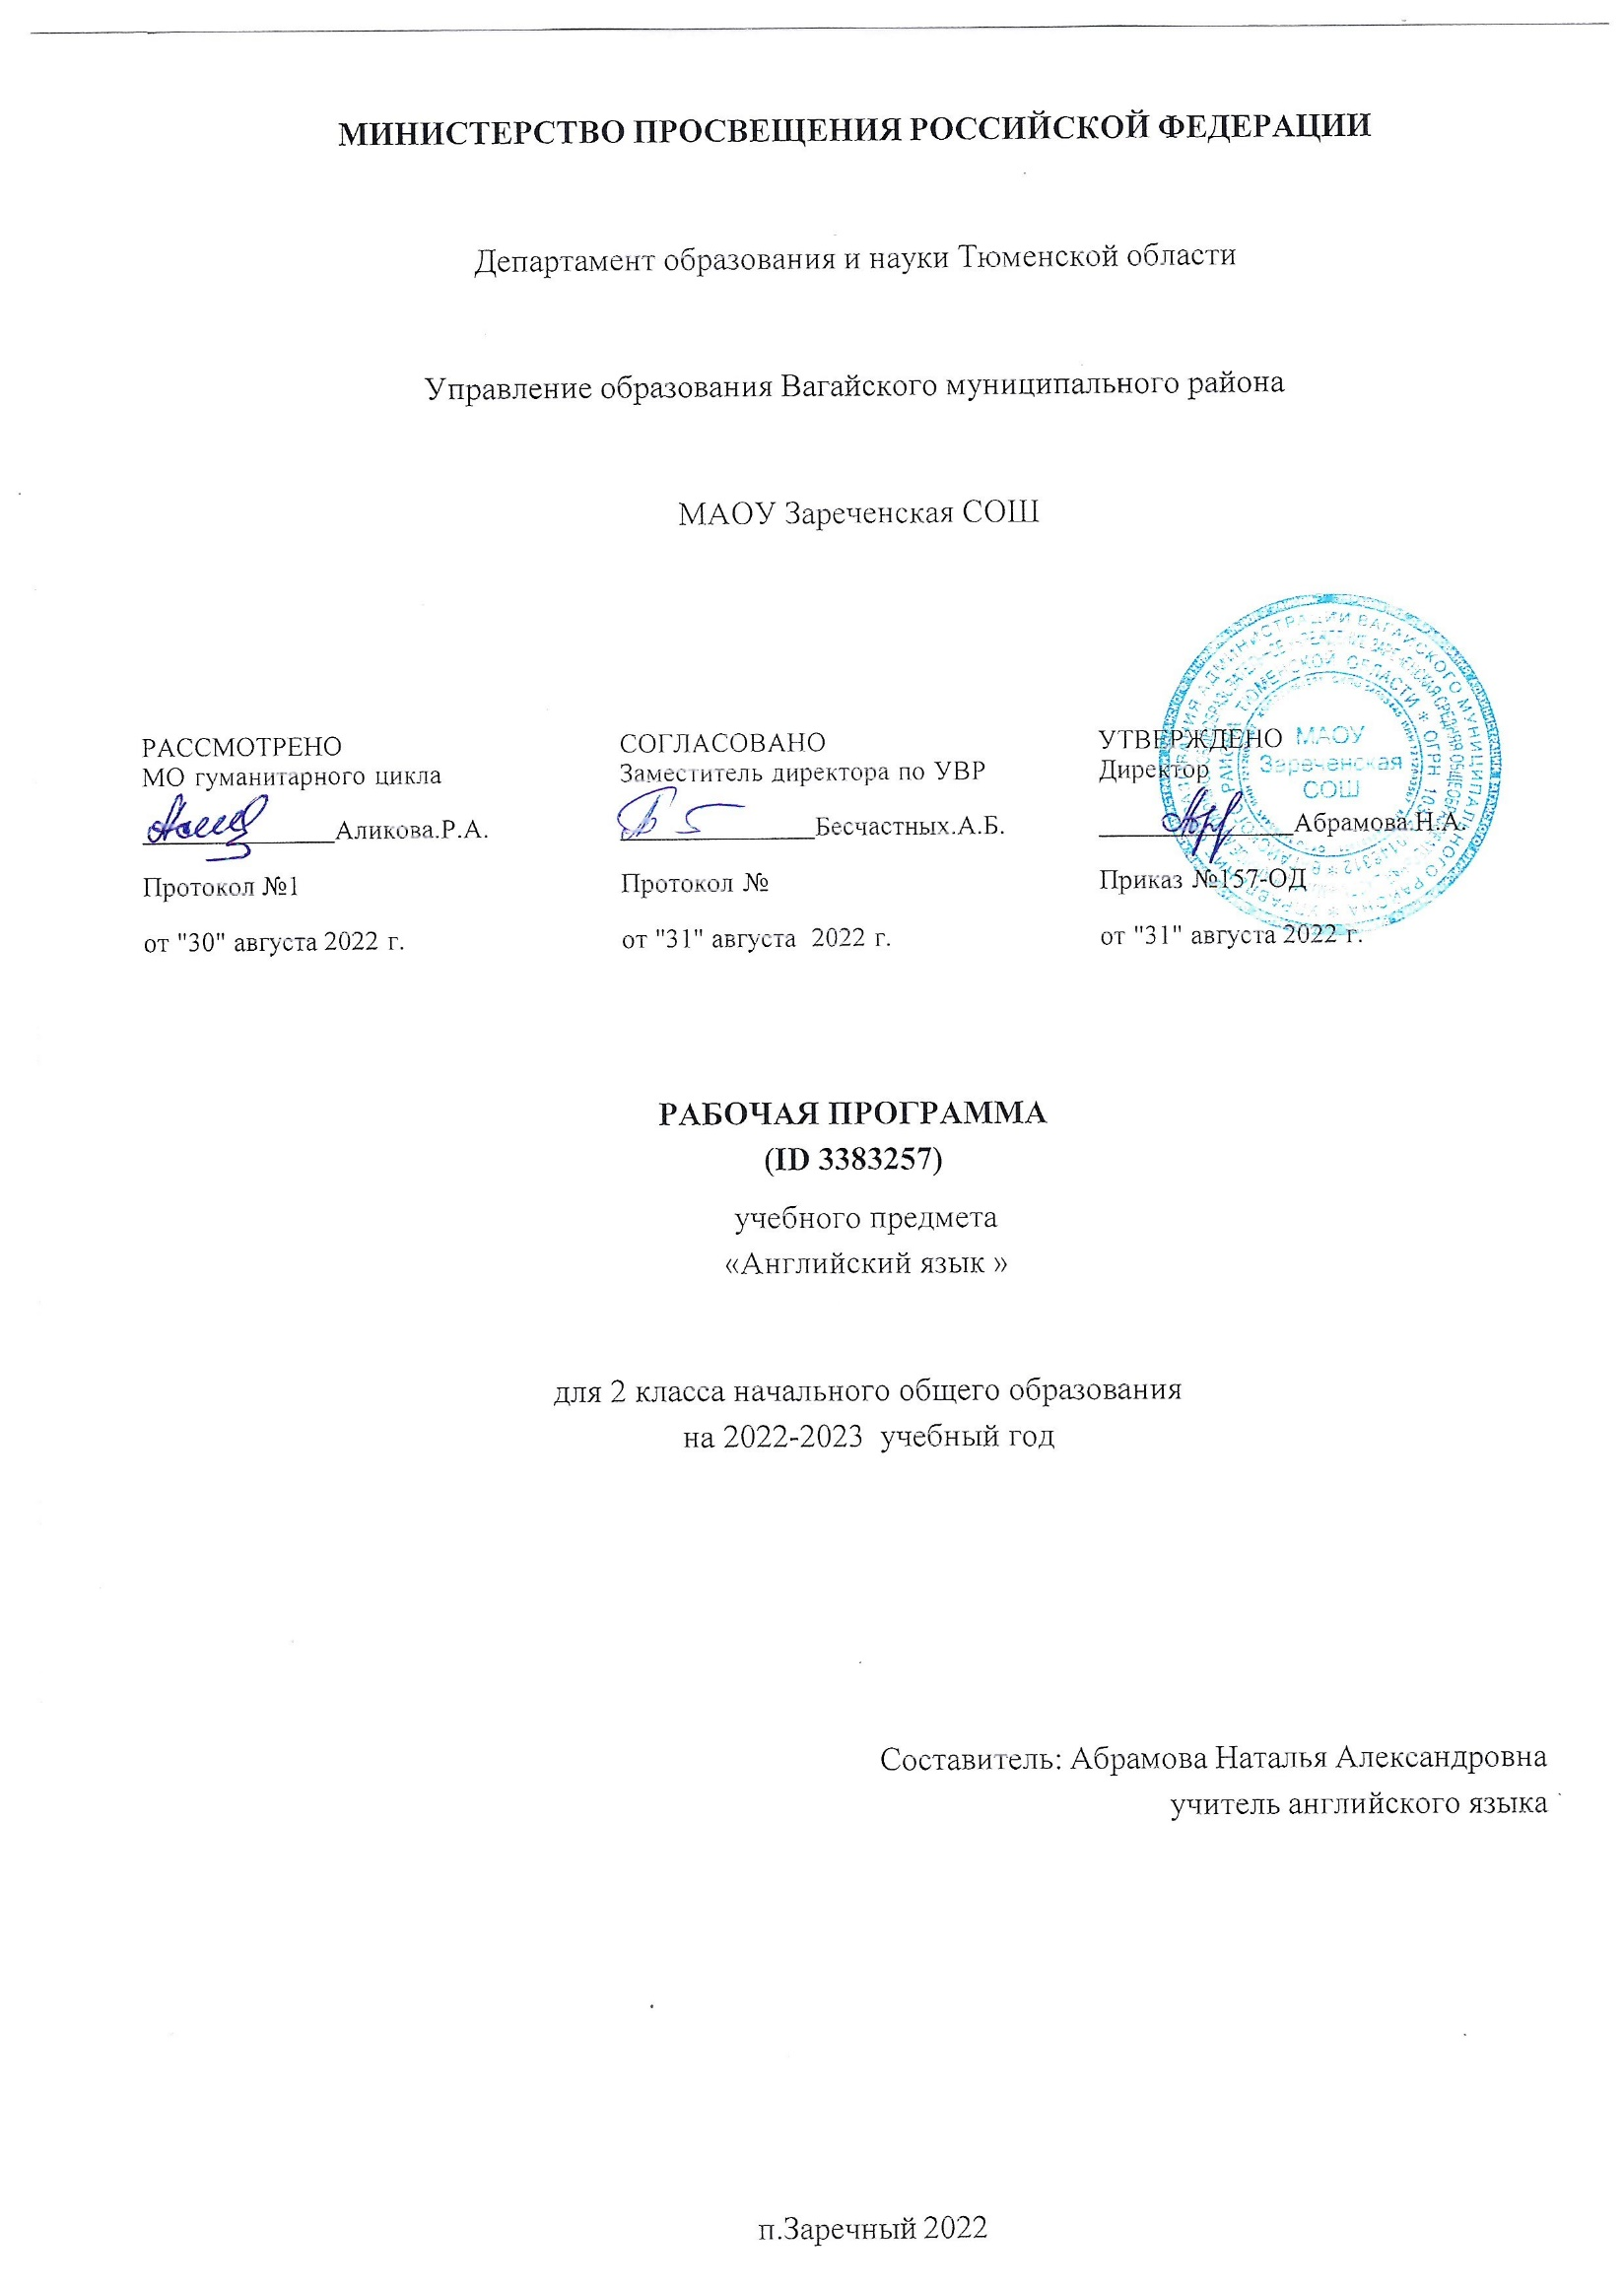 МИНИСТЕРСТВО ПРОСВЕЩЕНИЯ РОССИЙСКОЙ ФЕДЕРАЦИИ
Департамент образования и науки Тюменской области
Управление образования Вагайского муниципального района
МАОУ Зареченская СОШ
РАССМОТРЕНО
МО гуманитарного цикла
______________Аликова.Р.А.
Протокол №1
от "30" августа 2022 г.
СОГЛАСОВАНО
Заместитель директора по УВР
______________Бесчастных.А.Б.
Протокол №
от "31" августа  2022 г.
УТВЕРЖДЕНО
Директор
______________Абрамова.Н.А.
Приказ №157-ОД
от "31" августа 2022 г.
МАОУ
Зареченская
СОШ
РАБОЧАЯ ПРОГРАММА
(ID 3383257)
учебного предмета
«Английский язык »
для 2 класса начального общего образования
на 2022-2023  учебный год
Составитель: Абрамова Наталья Александровна
учитель английского языка
п.Заречный 2022